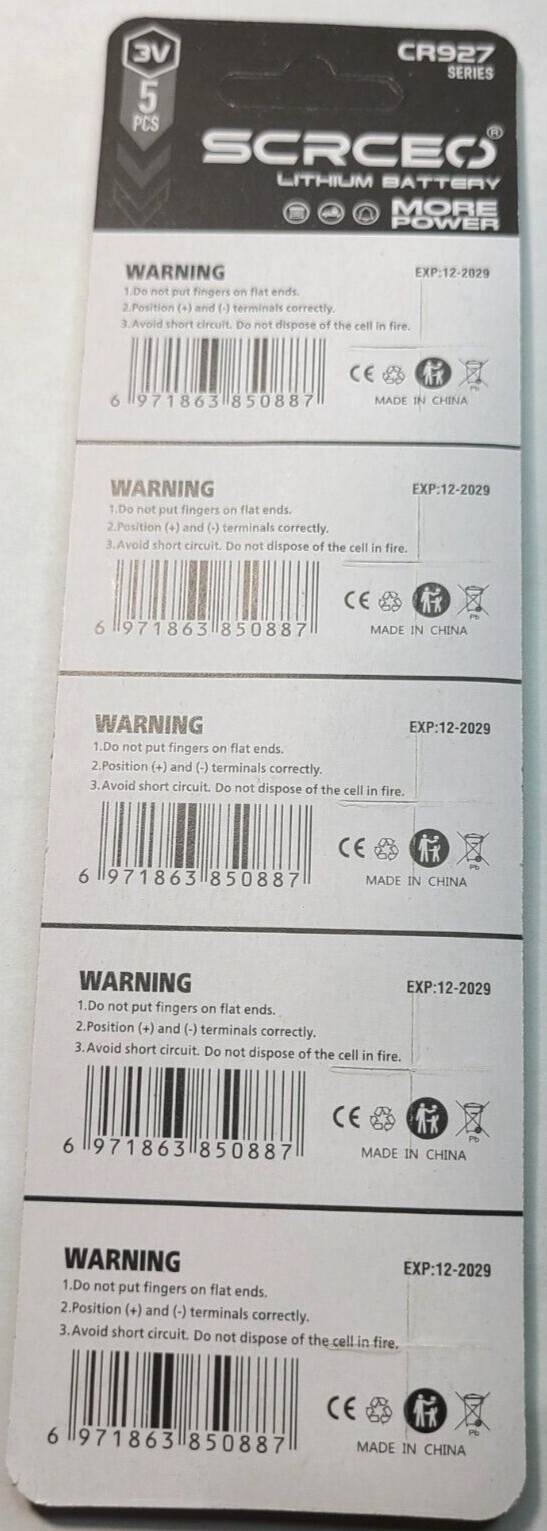 3V
5
PCS
CR927
SERIES
SCRCEO®
LITHIUM BATTERY
MORE
POWER
WARNING
EXP:12-2029
1.Do not put fingers on flat ends.
2.Position (+) and (-) terminals correctly.
3.Avoid short circuit. Do not dispose of the cell in fire.
CE
Pb
6 971863 850887
MADE IN CHINA
WARNING
EXP:12-2029
1.Do not put fingers on flat ends.
2.Position (+) and (-) terminals correctly.
3.Avoid short circuit. Do not dispose of the cell in fire.
CE
Pb
6 971863 850887
MADE IN CHINA
WARNING
EXP:12-2029
1.Do not put fingers on flat ends.
2.Position (+) and (-) terminals correctly.
3.Avoid short circuit. Do not dispose of the cell in fire.
CE
Pb
6 971863 850887
MADE IN CHINA
WARNING
EXP:12-2029
1.Do not put fingers on flat ends.
2.Position (+) and (-) terminals correctly.
3.Avoid short circuit. Do not dispose of the cell in fire.
CE
Pb
6 971863 850887
MADE IN CHINA
WARNING
EXP:12-2029
1.Do not put fingers on flat ends.
2.Position (+) and (-) terminals correctly.
3.Avoid short circuit. Do not dispose of the cell in fire.
CE
Pb
6 971863 850887
MADE IN CHINA